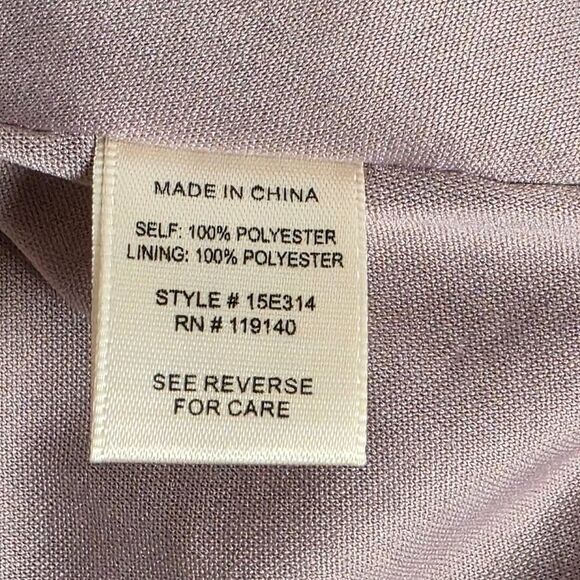 MADE IN CHINA
SELF: 100% POLYESTER
LINING: 100% POLYESTER
STYLE # 15E314
RN # 119140
SEE REVERSE
FOR CARE